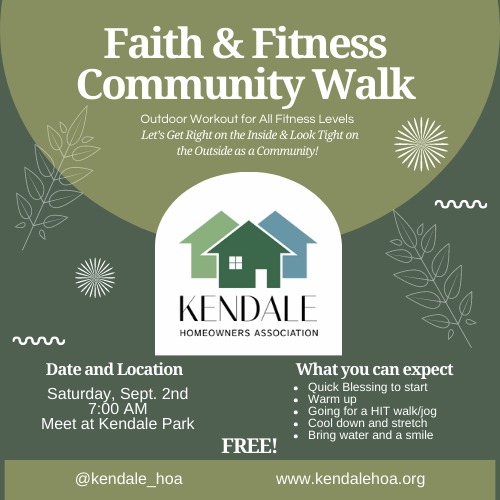 Faith & Fitness
Community Walk
Outdoor Workout for All Fitness Levels
Let's Get Right on the Inside & Look Tight on
the Outside as a Community!
KENDALE
HOMEOWNERS ASSOCIATION
Date and Location
Saturday, Sept. 2nd
7:00 AM
Meet at Kendale Park
What you can expect
Quick Blessing to start
Warm up
Going for a HIT walk/jog
Cool down and stretch
Bring water and a smile
FREE!
@kendale_hoa
www.kendalehoa.org